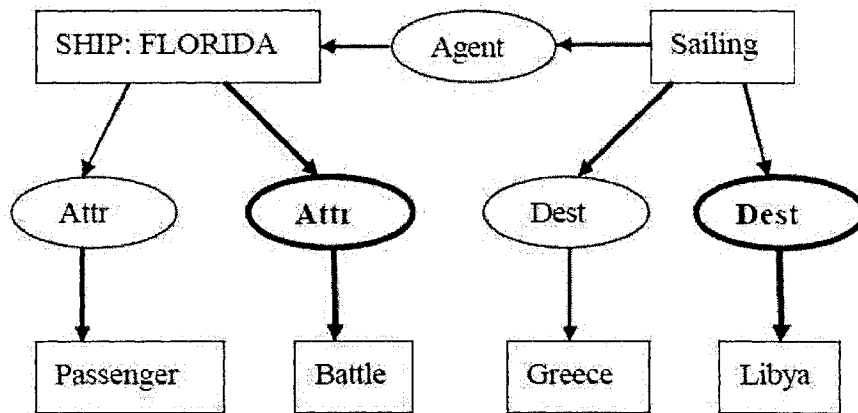 SHIP: FLORIDA
Agent
Sailing
Attr
Attr
Dest
Dest
Passenger
Battle
Greece
Libya